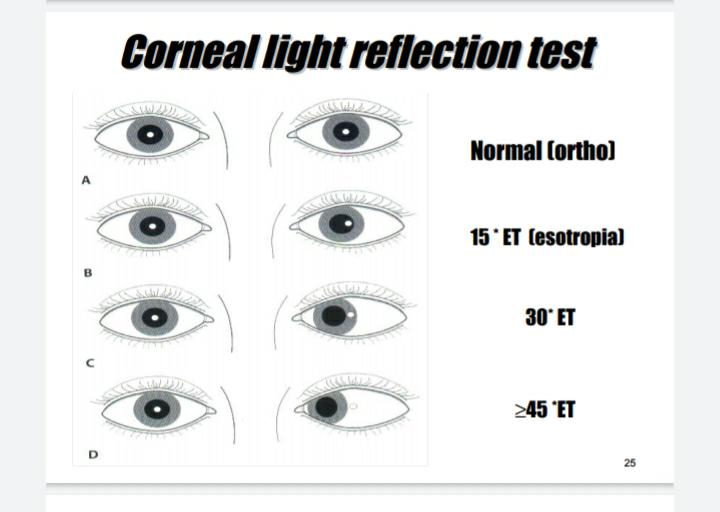 Corneal light reflection test
A
Normal (ortho)
B
15 ° ET (esotropia)
C
30° ET
D
≥45 °ET
25